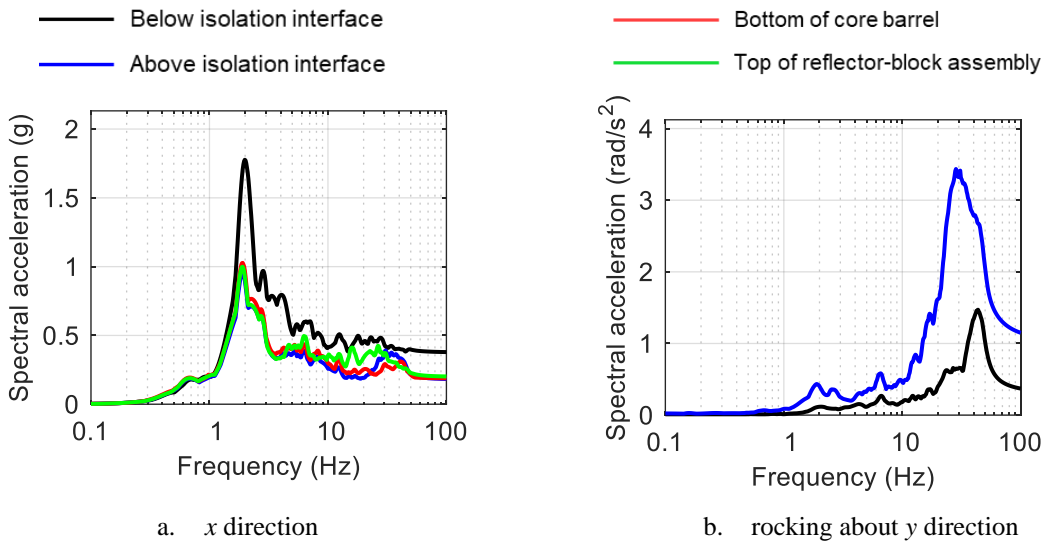 Below isolation interface
Above isolation interface
Bottom of core barrel
Top of reflector-block assembly
Spectral acceleration (g)
2
1.5
1
0.5
0
0.1
1
10
100
Frequency (Hz)
Spectral acceleration (rad/s²)
4
3
2
1
0
0.1
1
10
100
Frequency (Hz)
a. x direction
b. rocking about y direction